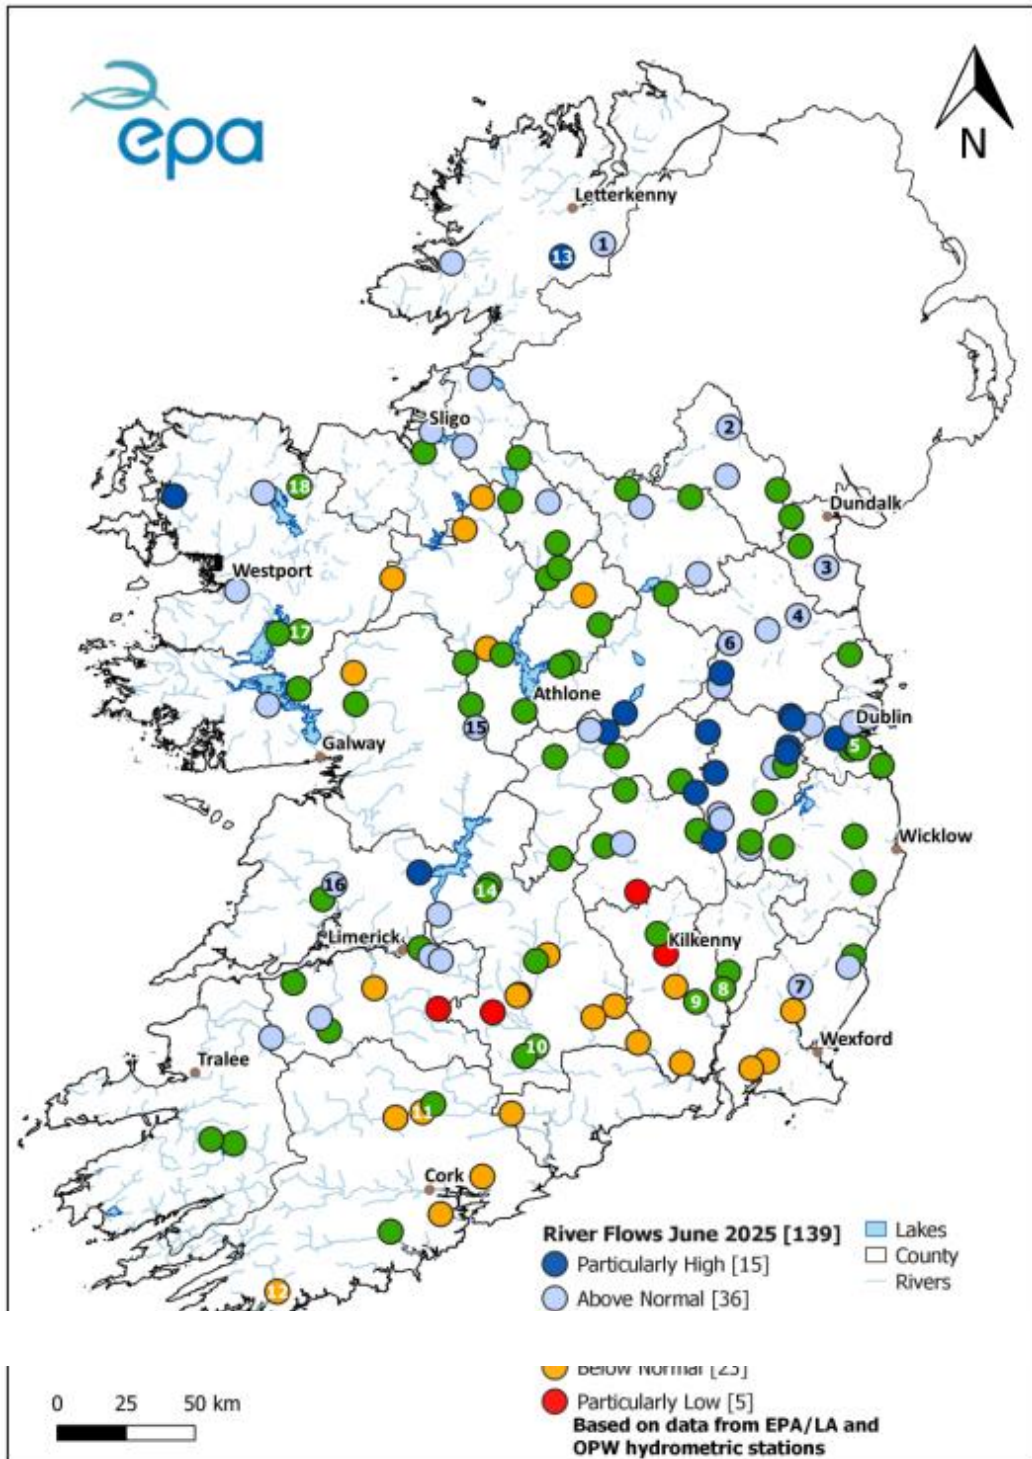 epa
N
Letterkenny
1
13
2
Sligo
18
Dundalk
3
Westport
4
17
6
Athlone
Dublin
15
5
Galway
Wicklow
16
14
Limerick
Kilkenny
8
7
9
10
Wexford
Tralee
11
Cork
12
River Flows June 2025 [139]
Particularly High [15]
Above Normal [36]
Lakes
County
Rivers
Below Normal [23]
Particularly Low [5]
Based on data from EPA/LA and
OPW hydrometric stations
0 25 50 km